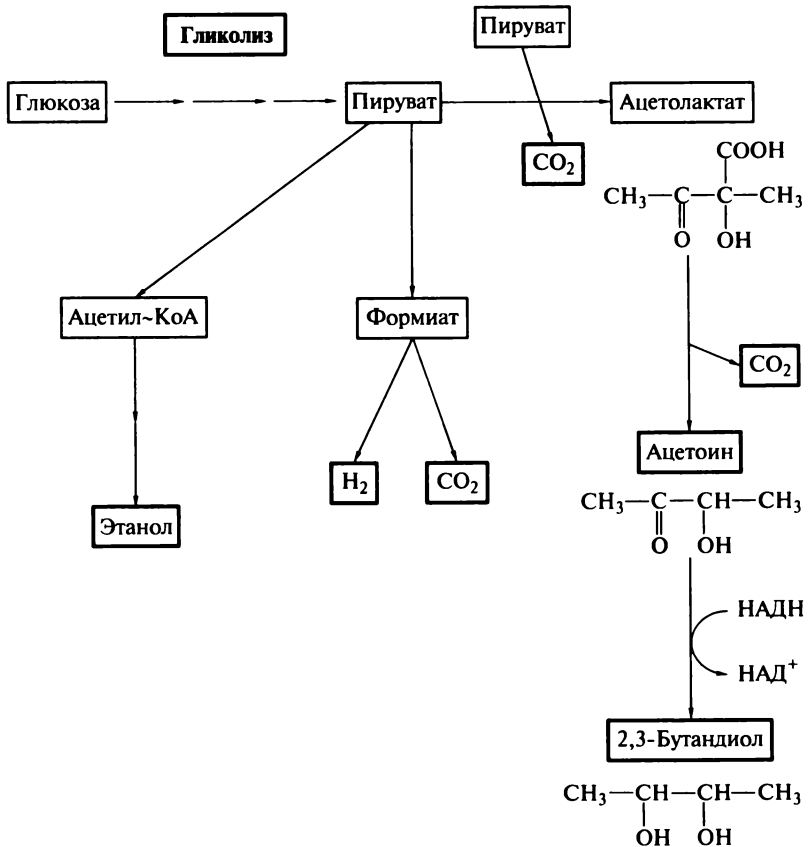 Гликолиз
Пируват
Глюкоза
Пируват
Ацетолактат
CO₂
COOH
CH₃—C—C—CH₃
O OH
Ацетил~КоА
Формиат
CO₂
H₂
CO₂
Ацетоин
Этанол
CH₃—C—CH—CH₃
O OH
НАДН
НАД⁺
2,3-Бутандиол
CH₃—CH—CH—CH₃
OH OH